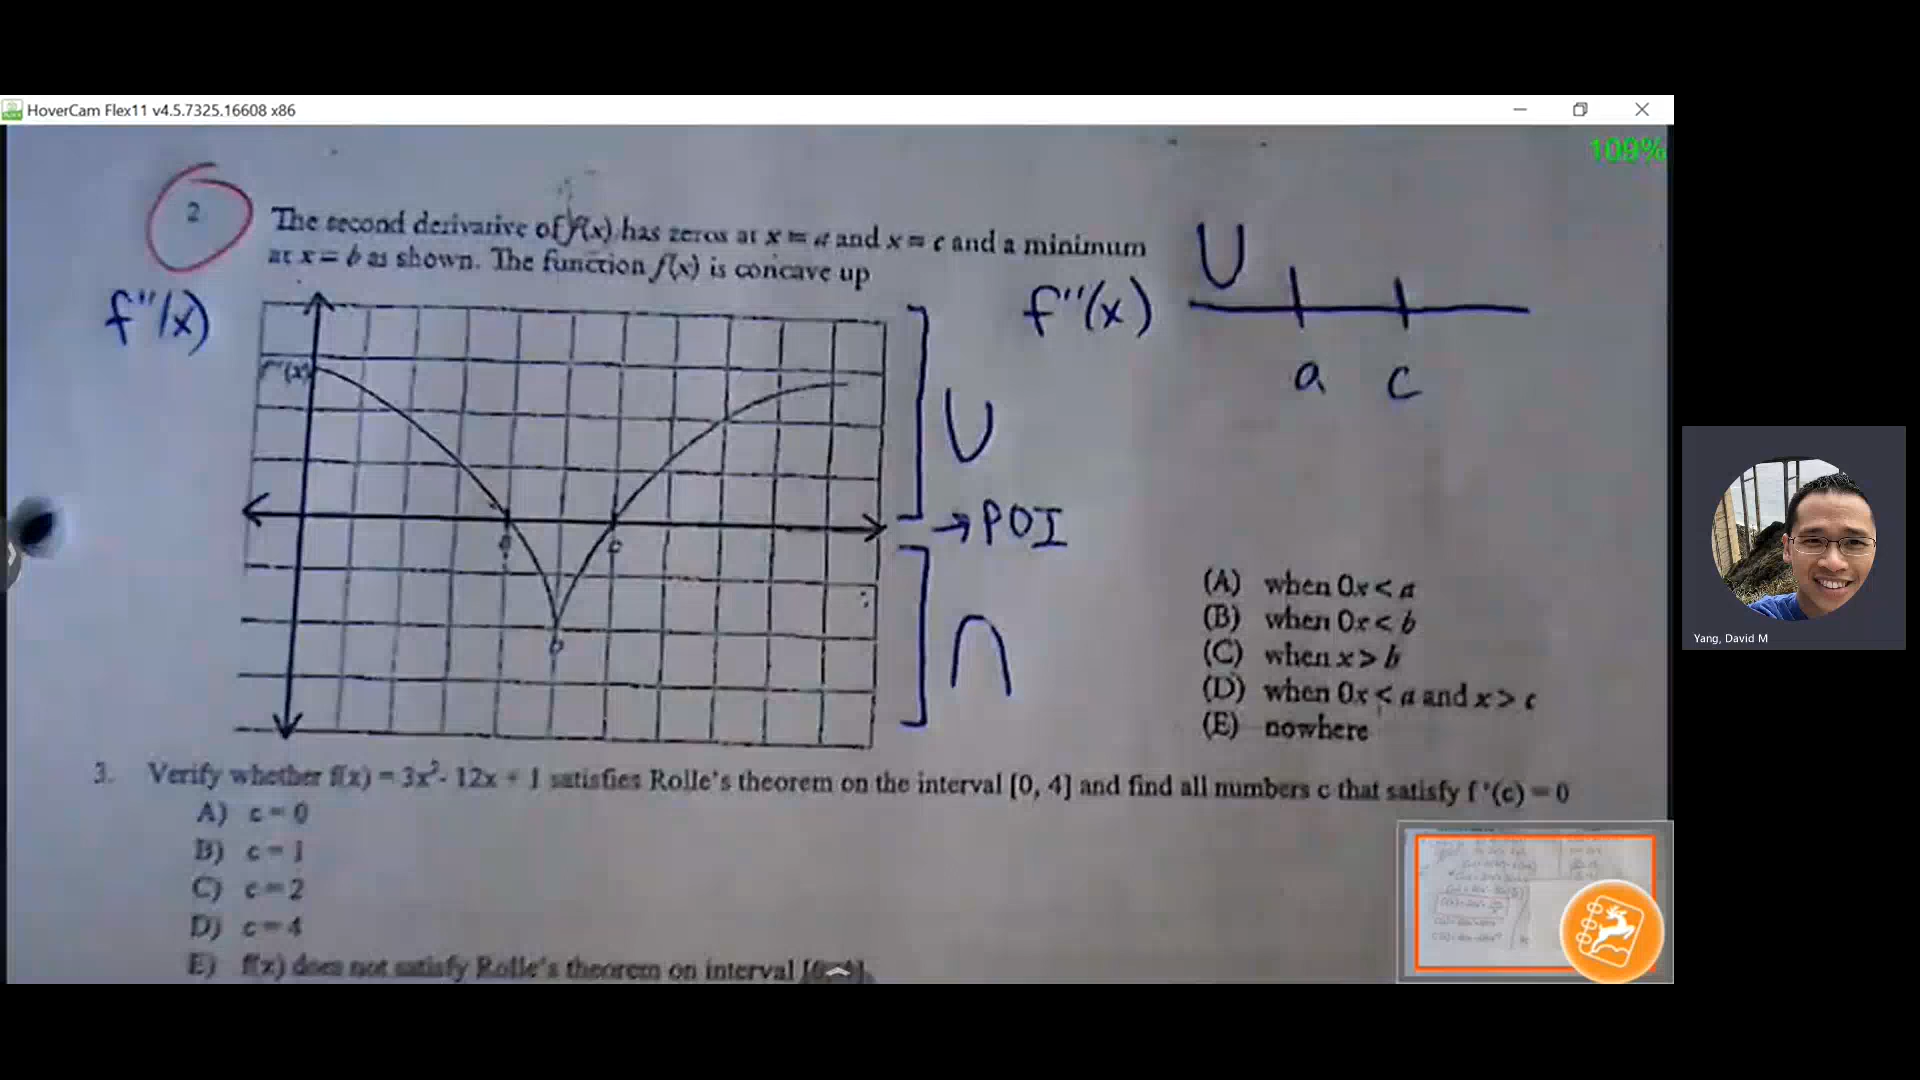 HoverCam Flex11 v4.5.7325.16608 x86
109%
2
The second derivative of f(x) has zeros at x = a and x = c and a minimum
at x = b as shown. The function f(x) is concave up
f''(x)
f''(x)
U
a c
f''(x)
U
→ POI
∩
a c
b
(A) when 0x < a
(B) when 0x < b
(C) when x > b
(D) when 0x < a and x > c
(E) nowhere
3. Verify whether f(x) = 3x²- 12x + 1 satisfies Rolle's theorem on the interval [0, 4] and find all numbers c that satisfy f '(c) = 0
A) c = 0
B) c = 1
C) c = 2
D) c = 4
E) f(x) does not satisfy Rolle's theorem on interval
Yang, David M